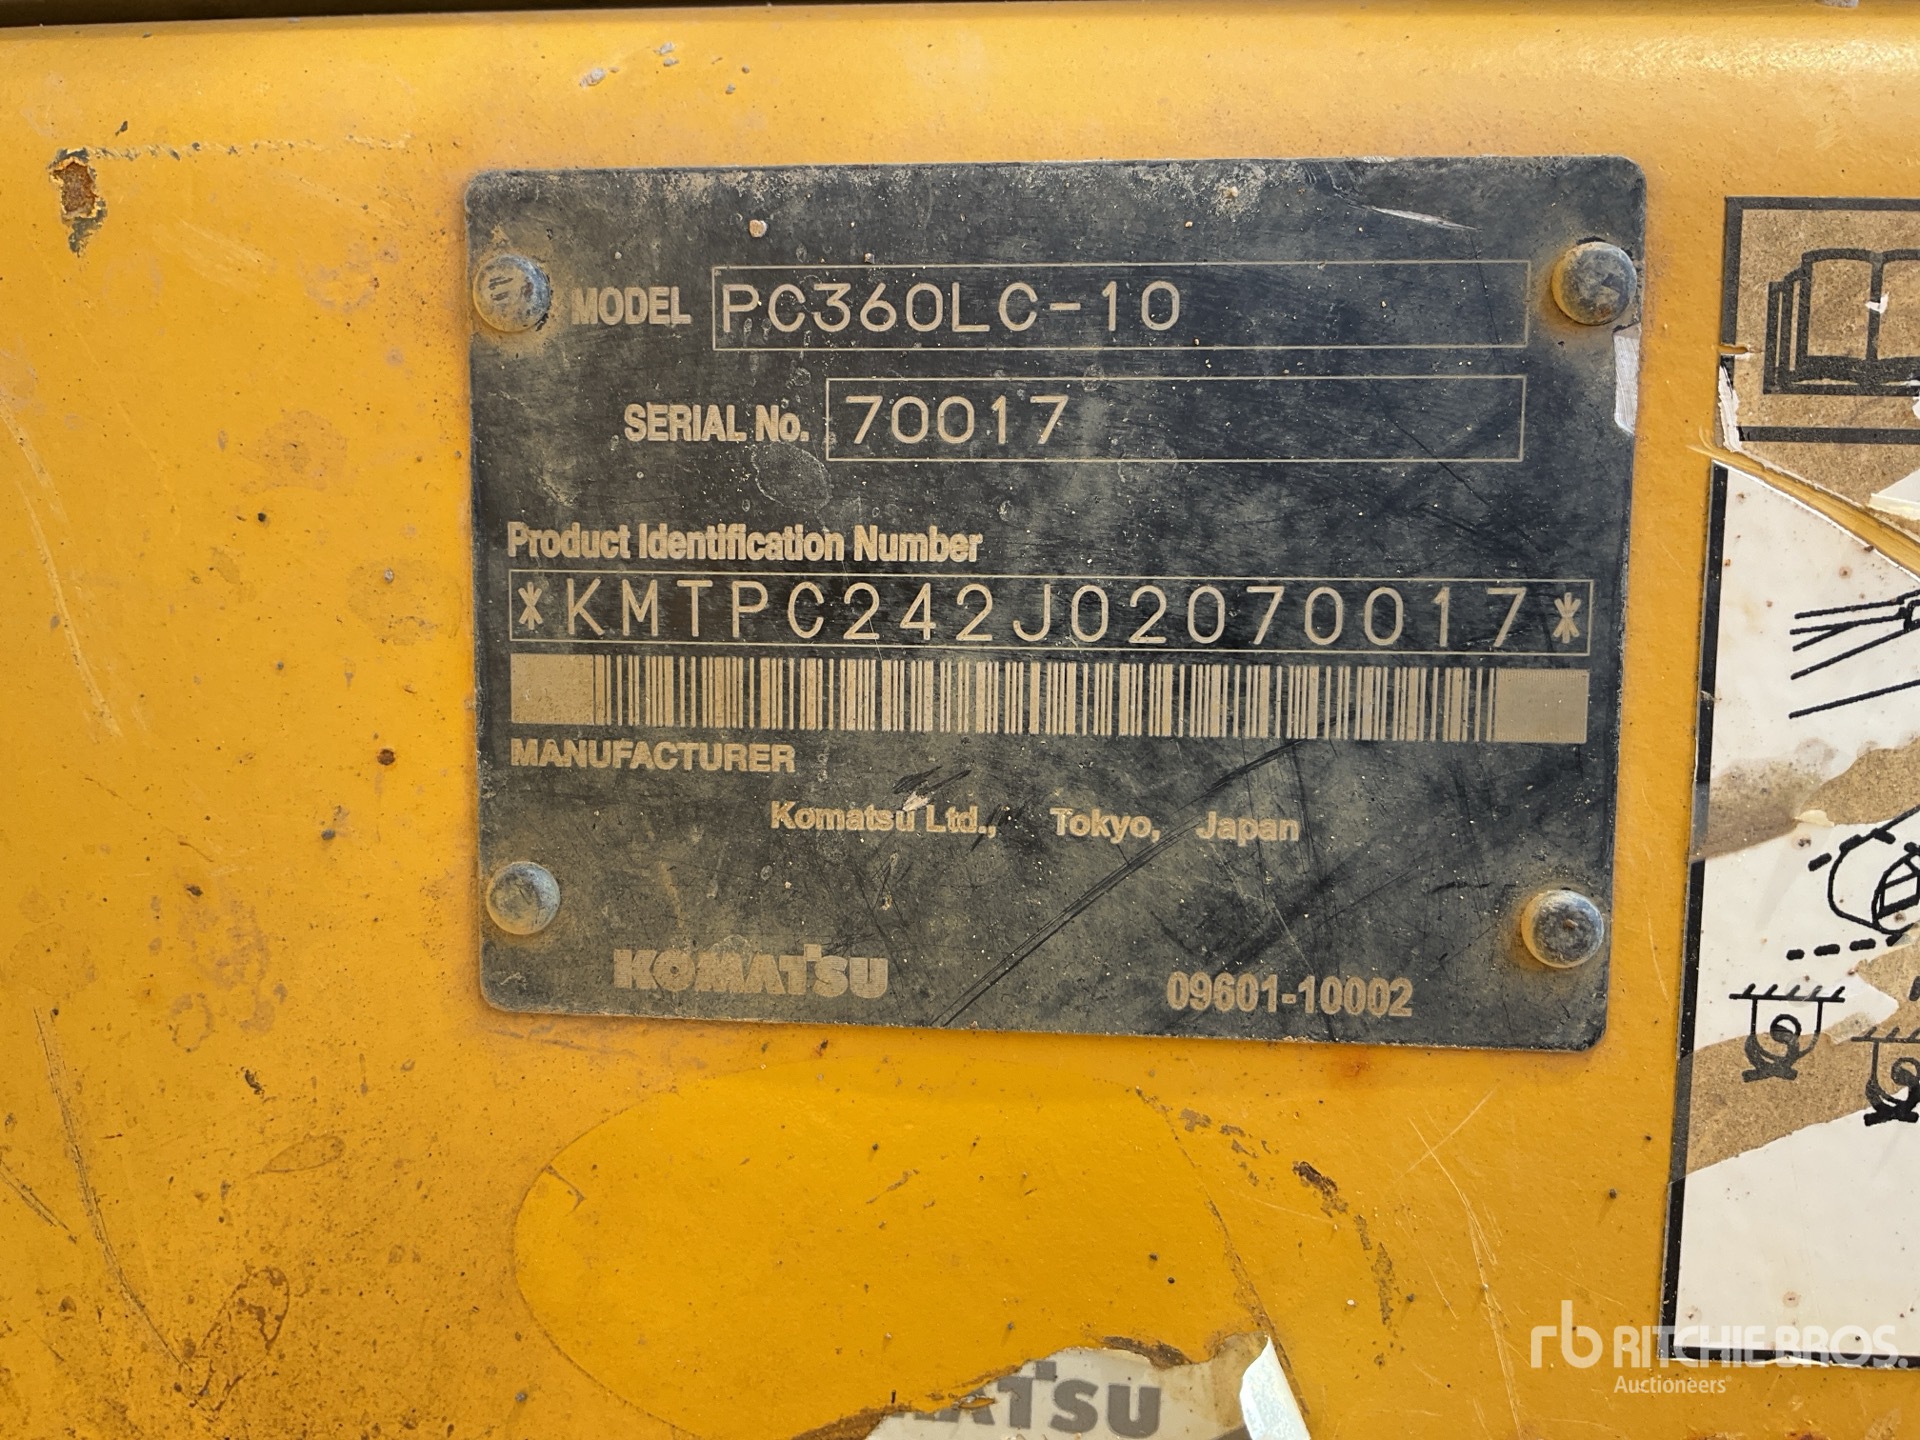 MODEL PC360LC-10
SERIAL No. 70017
Product Identification Number
*KMTPC242J02070017*
MANUFACTURER
Komatsu Ltd., Tokyo, Japan
KOMATSU 09601-10002
rb RITCHIE BROS.
Auctioneers
MATSU